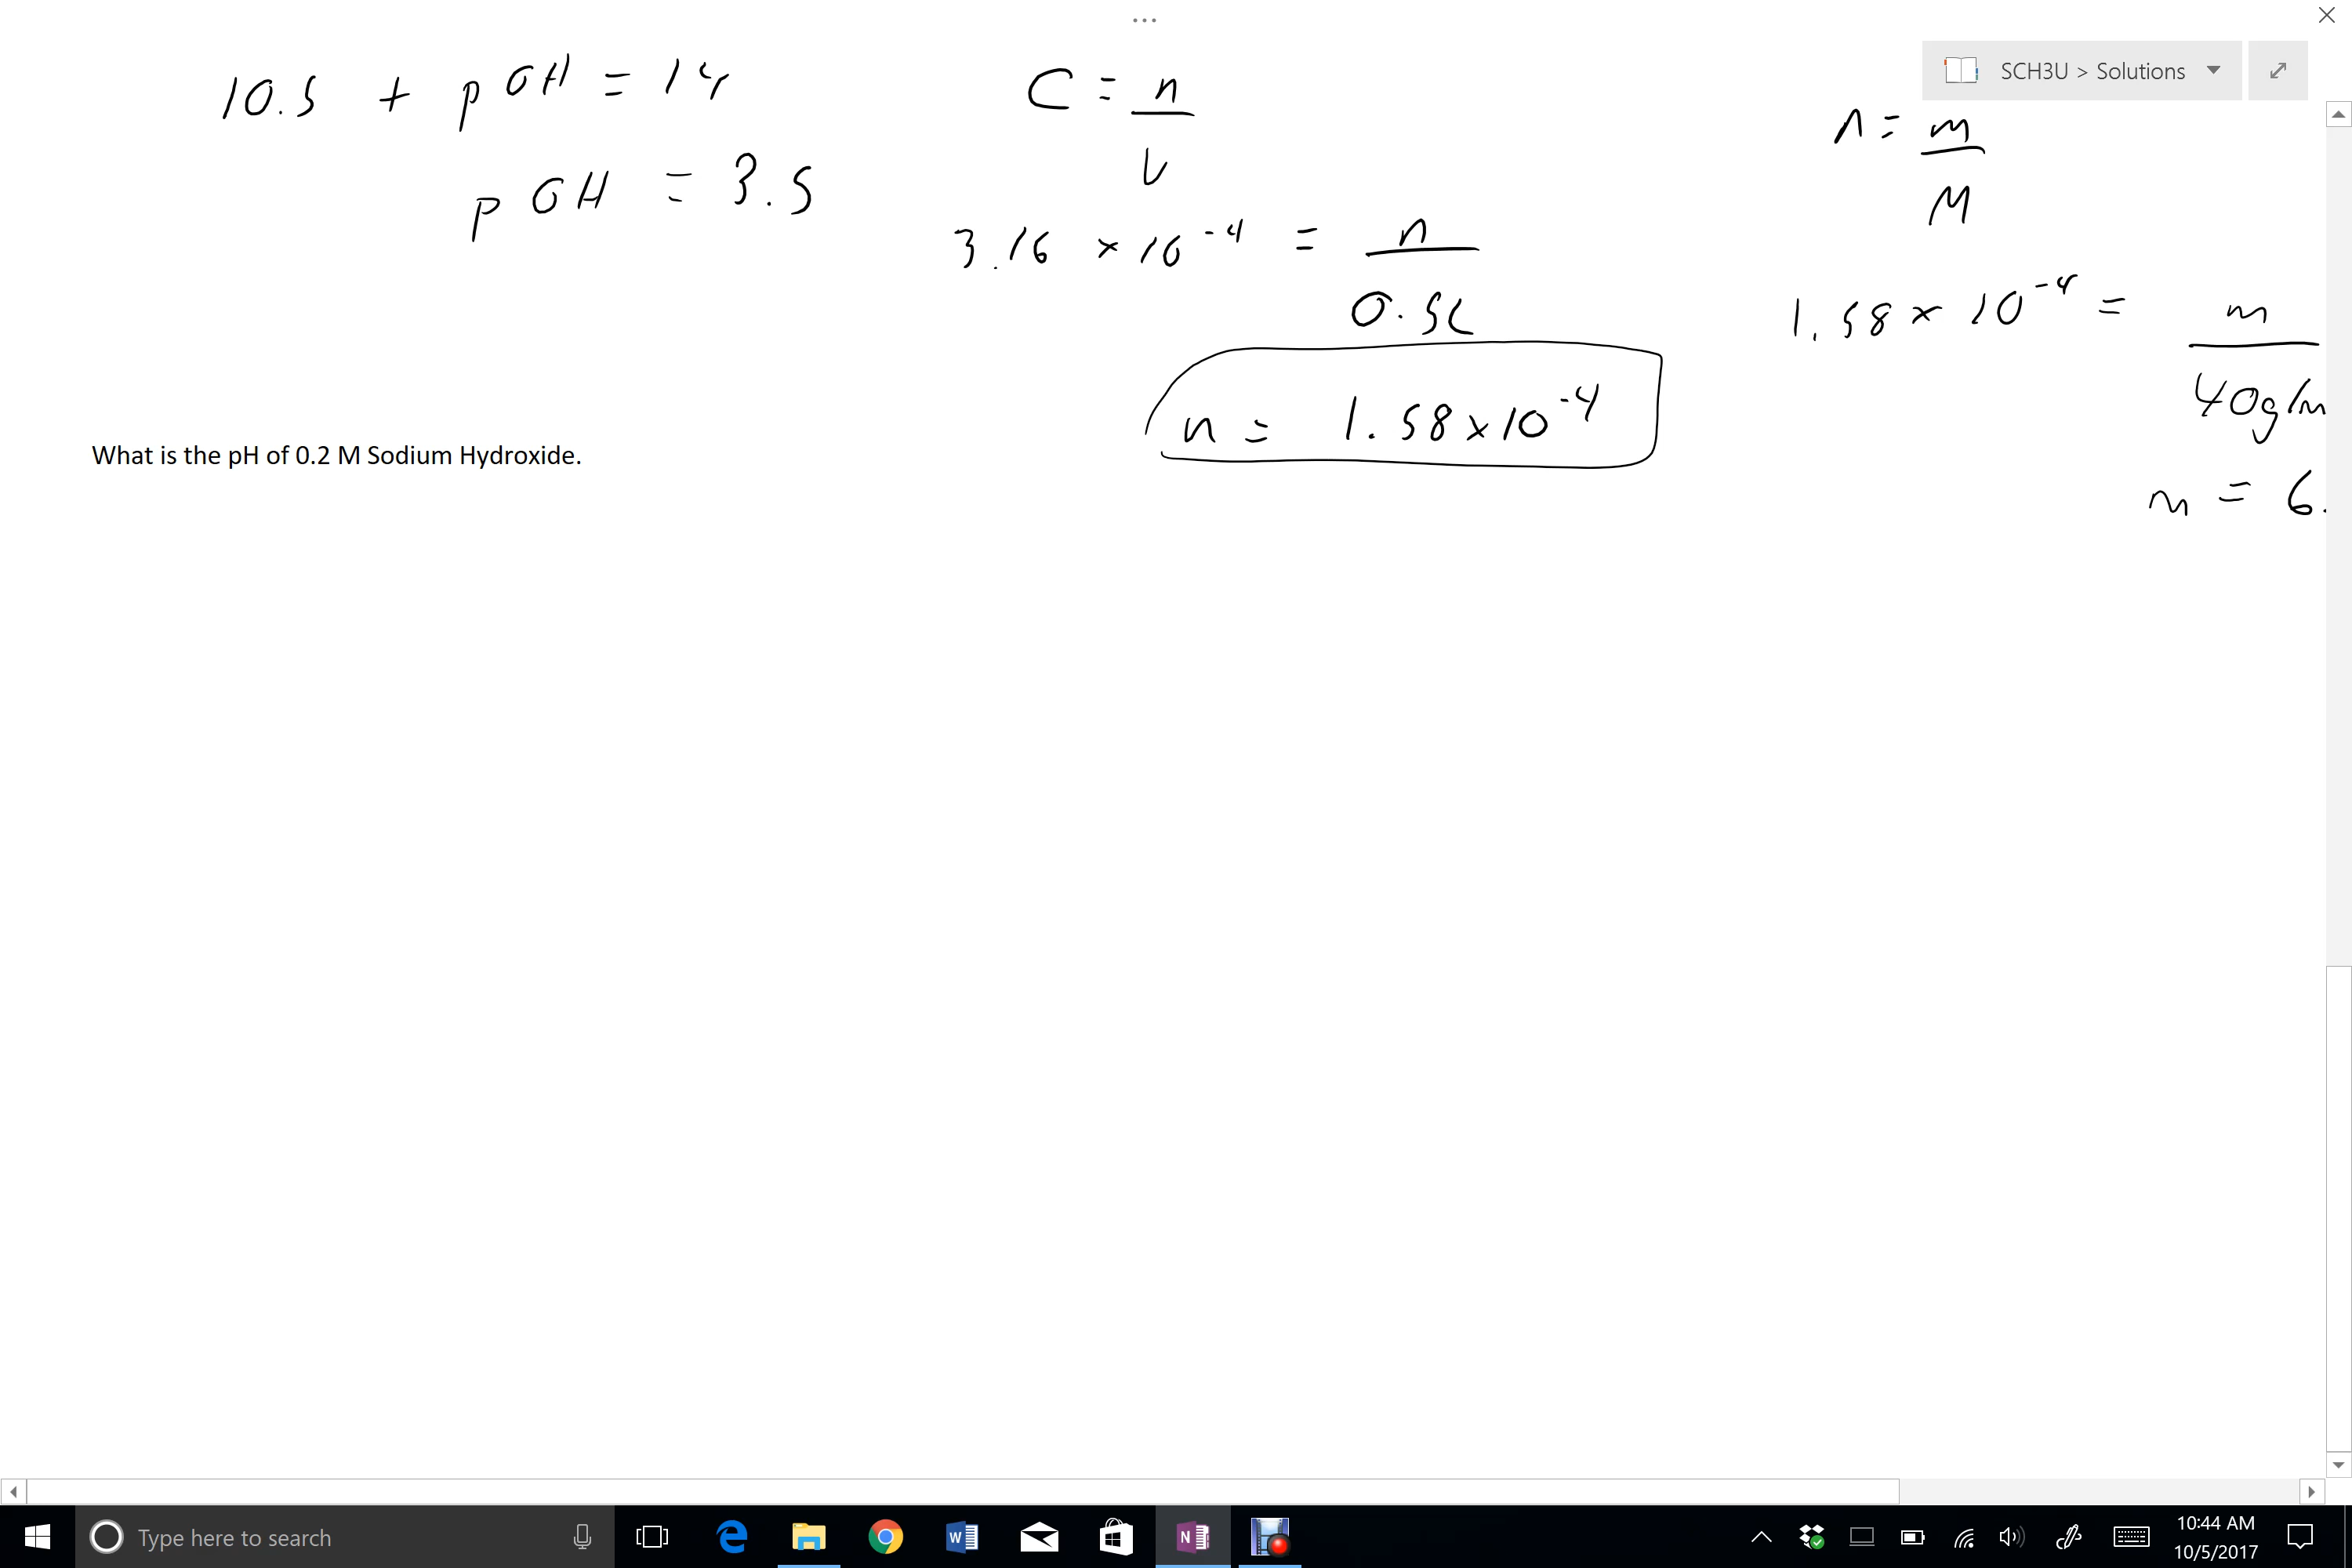 SCH3U > Solutions
10.5 + pOH = 14
pOH = 3.5
C = n
V
3.16 × 10⁻⁴ = n
0.5L
n = 1.58×10⁻⁴
n = m
M
1.58 × 10⁻⁴ = m
40g/m
m = 6.
What is the pH of 0.2 M Sodium Hydroxide.
Type here to search
10:44 AM
10/5/2017